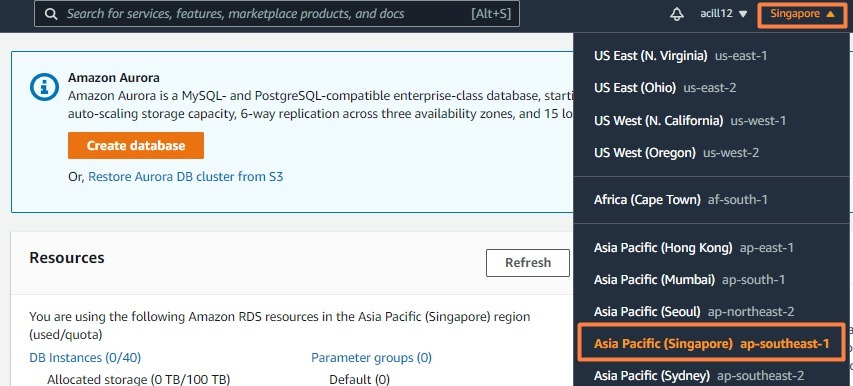 Search for services, features, marketplace products, and docs [Alt+S] acill12 Singapore
Amazon Aurora
Amazon Aurora is a MySQL- and PostgreSQL-compatible enterprise-class database, starti
auto-scaling storage capacity, 6-way replication across three availability zones, and 15 lo
Create database
Or, Restore Aurora DB cluster from S3
Resources
Refresh
You are using the following Amazon RDS resources in the Asia Pacific (Singapore) region
(used/quota)
DB Instances (0/40) Parameter groups (0)
Allocated storage (0 TB/100 TB) Default (0)
US East (N. Virginia) us-east-1
US East (Ohio) us-east-2
US West (N. California) us-west-1
US West (Oregon) us-west-2
Africa (Cape Town) af-south-1
Asia Pacific (Hong Kong) ap-east-1
Asia Pacific (Mumbai) ap-south-1
Asia Pacific (Seoul) ap-northeast-2
Asia Pacific (Singapore) ap-southeast-1
Asia Pacific (Sydney) ap-southeast-2